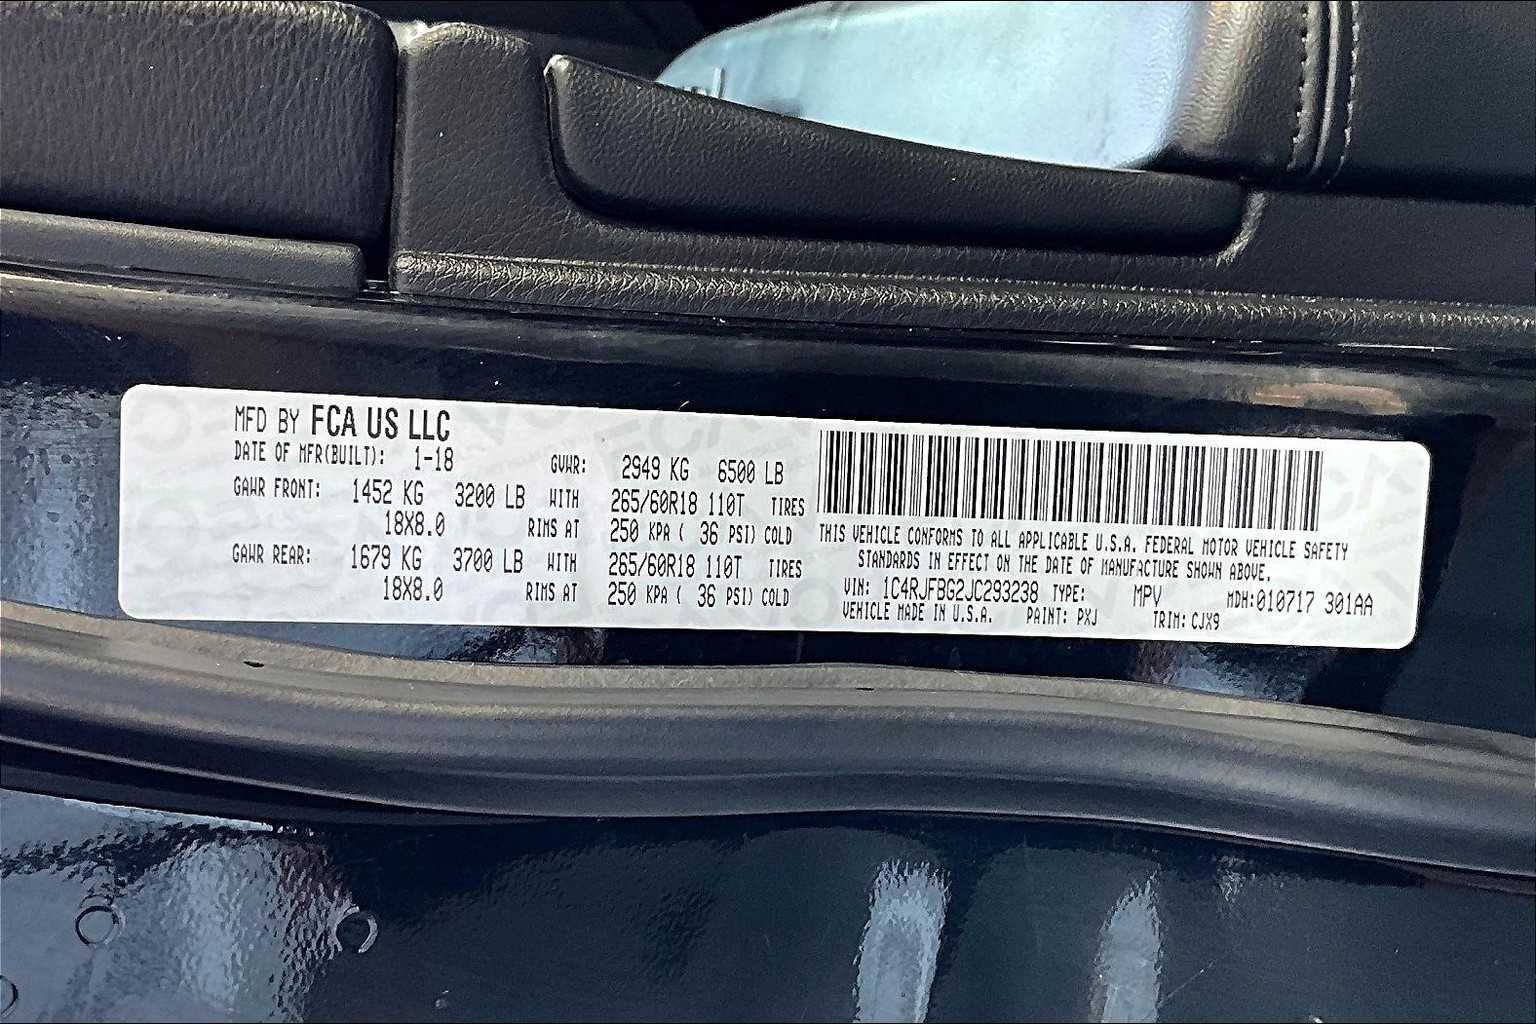 MFD BY FCA US LLC
DATE OF MFR(BUILT): 1-18 GVWR: 2949 KG 6500 LB
GAWR FRONT: 1452 KG 3200 LB WITH 265/60R18 110T TIRES
18X8.0 RIMS AT 250 KPA ( 36 PSI) COLD
GAWR REAR: 1679 KG 3700 LB WITH 265/60R18 110T TIRES
18X8.0 RIMS AT 250 KPA ( 36 PSI) COLD
THIS VEHICLE CONFORMS TO ALL APPLICABLE U.S.A. FEDERAL MOTOR VEHICLE SAFETY
STANDARDS IN EFFECT ON THE DATE OF MANUFACTURE SHOWN ABOVE.
VIN: 1C4RJFBG2JC293238 TYPE: MPV MDH:010717 301AA
VEHICLE MADE IN U.S.A. PAINT: PXJ TRIM: CJX9